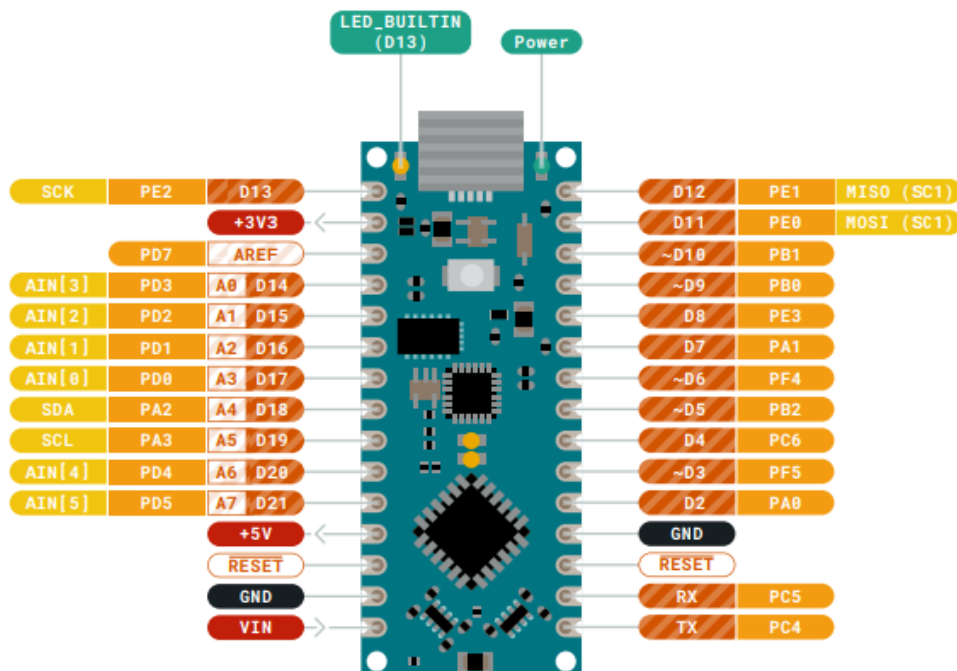 LED_BUILTIN
(D13)
Power
SCK PE2 D13
+3V3
PD7 AREF
AIN[3] PD3 A0 D14
AIN[2] PD2 A1 D15
AIN[1] PD1 A2 D16
AIN[0] PD0 A3 D17
SDA PA2 A4 D18
SCL PA3 A5 D19
AIN[4] PD4 A6 D20
AIN[5] PD5 A7 D21
+5V
RESET
GND
VIN
D12 PE1 MISO (SC1)
D11 PE0 MOSI (SC1)
~D10 PB1
~D9 PB0
D8 PE3
D7 PA1
~D6 PF4
~D5 PB2
D4 PC6
~D3 PF5
D2 PA0
GND
RESET
RX PC5
TX PC4